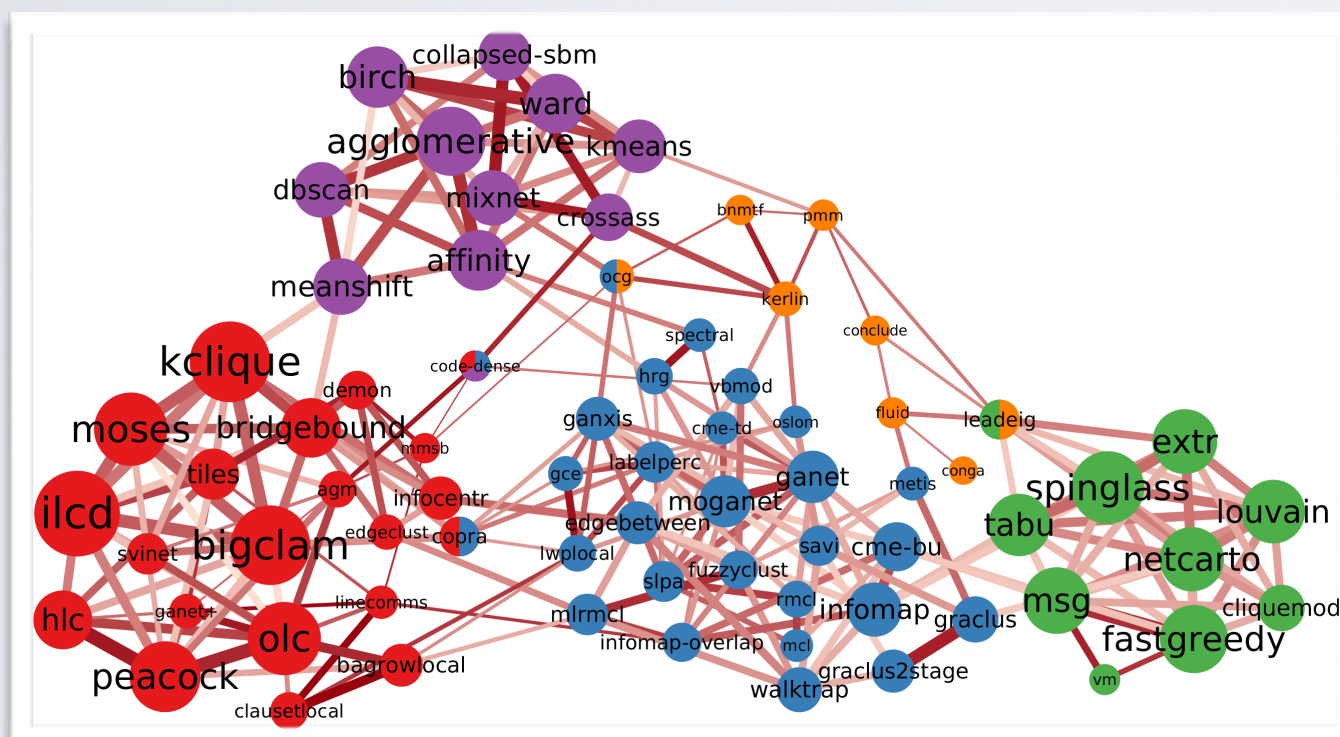 collapsed-sbm
birch
ward
agglomerative
kmeans
dbscan
mixnet
crossass
bnmtf
pmm
affinity
ocg
meanshift
kerlin
spectral
conclude
kclique
code-dense
hrg
vbmod
demon
moses
bridgebound
ganxis
cme-td
oslom
fluid
leadeig
mmsb
extr
tiles
gce
labelperc
ganet
metis
conga
agm
infocentr
moganet
spinglass
ilcd
louvain
edgeclust
copra
edgebetween
tabu
svinet
bigclam
lwplocal
savi
cme-bu
netcarto
slpa
fuzzyclust
ganet+
linecomms
mlrmcl
rmcl
infomap
graclus
msg
cliquemod
hlc
olc
infomap-overlap
mcl
fastgreedy
peacock
bagrowlocal
graclus2stage
walktrap
vm
clausetlocal